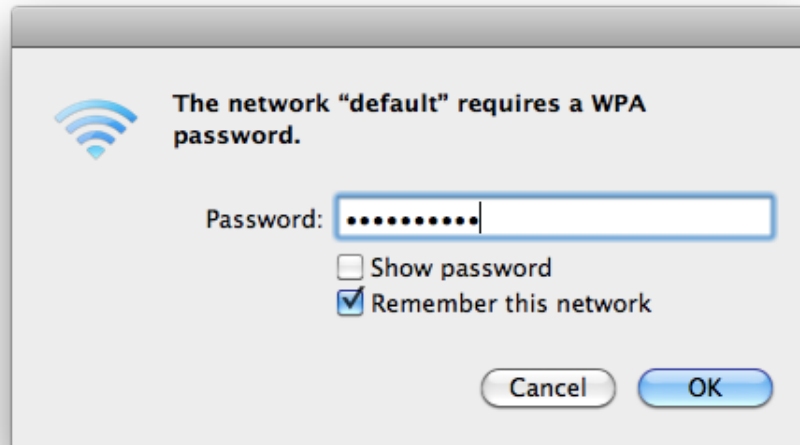 The network “default” requires a WPA
password.
Password: ••••••••••
Show password
Remember this network
Cancel OK